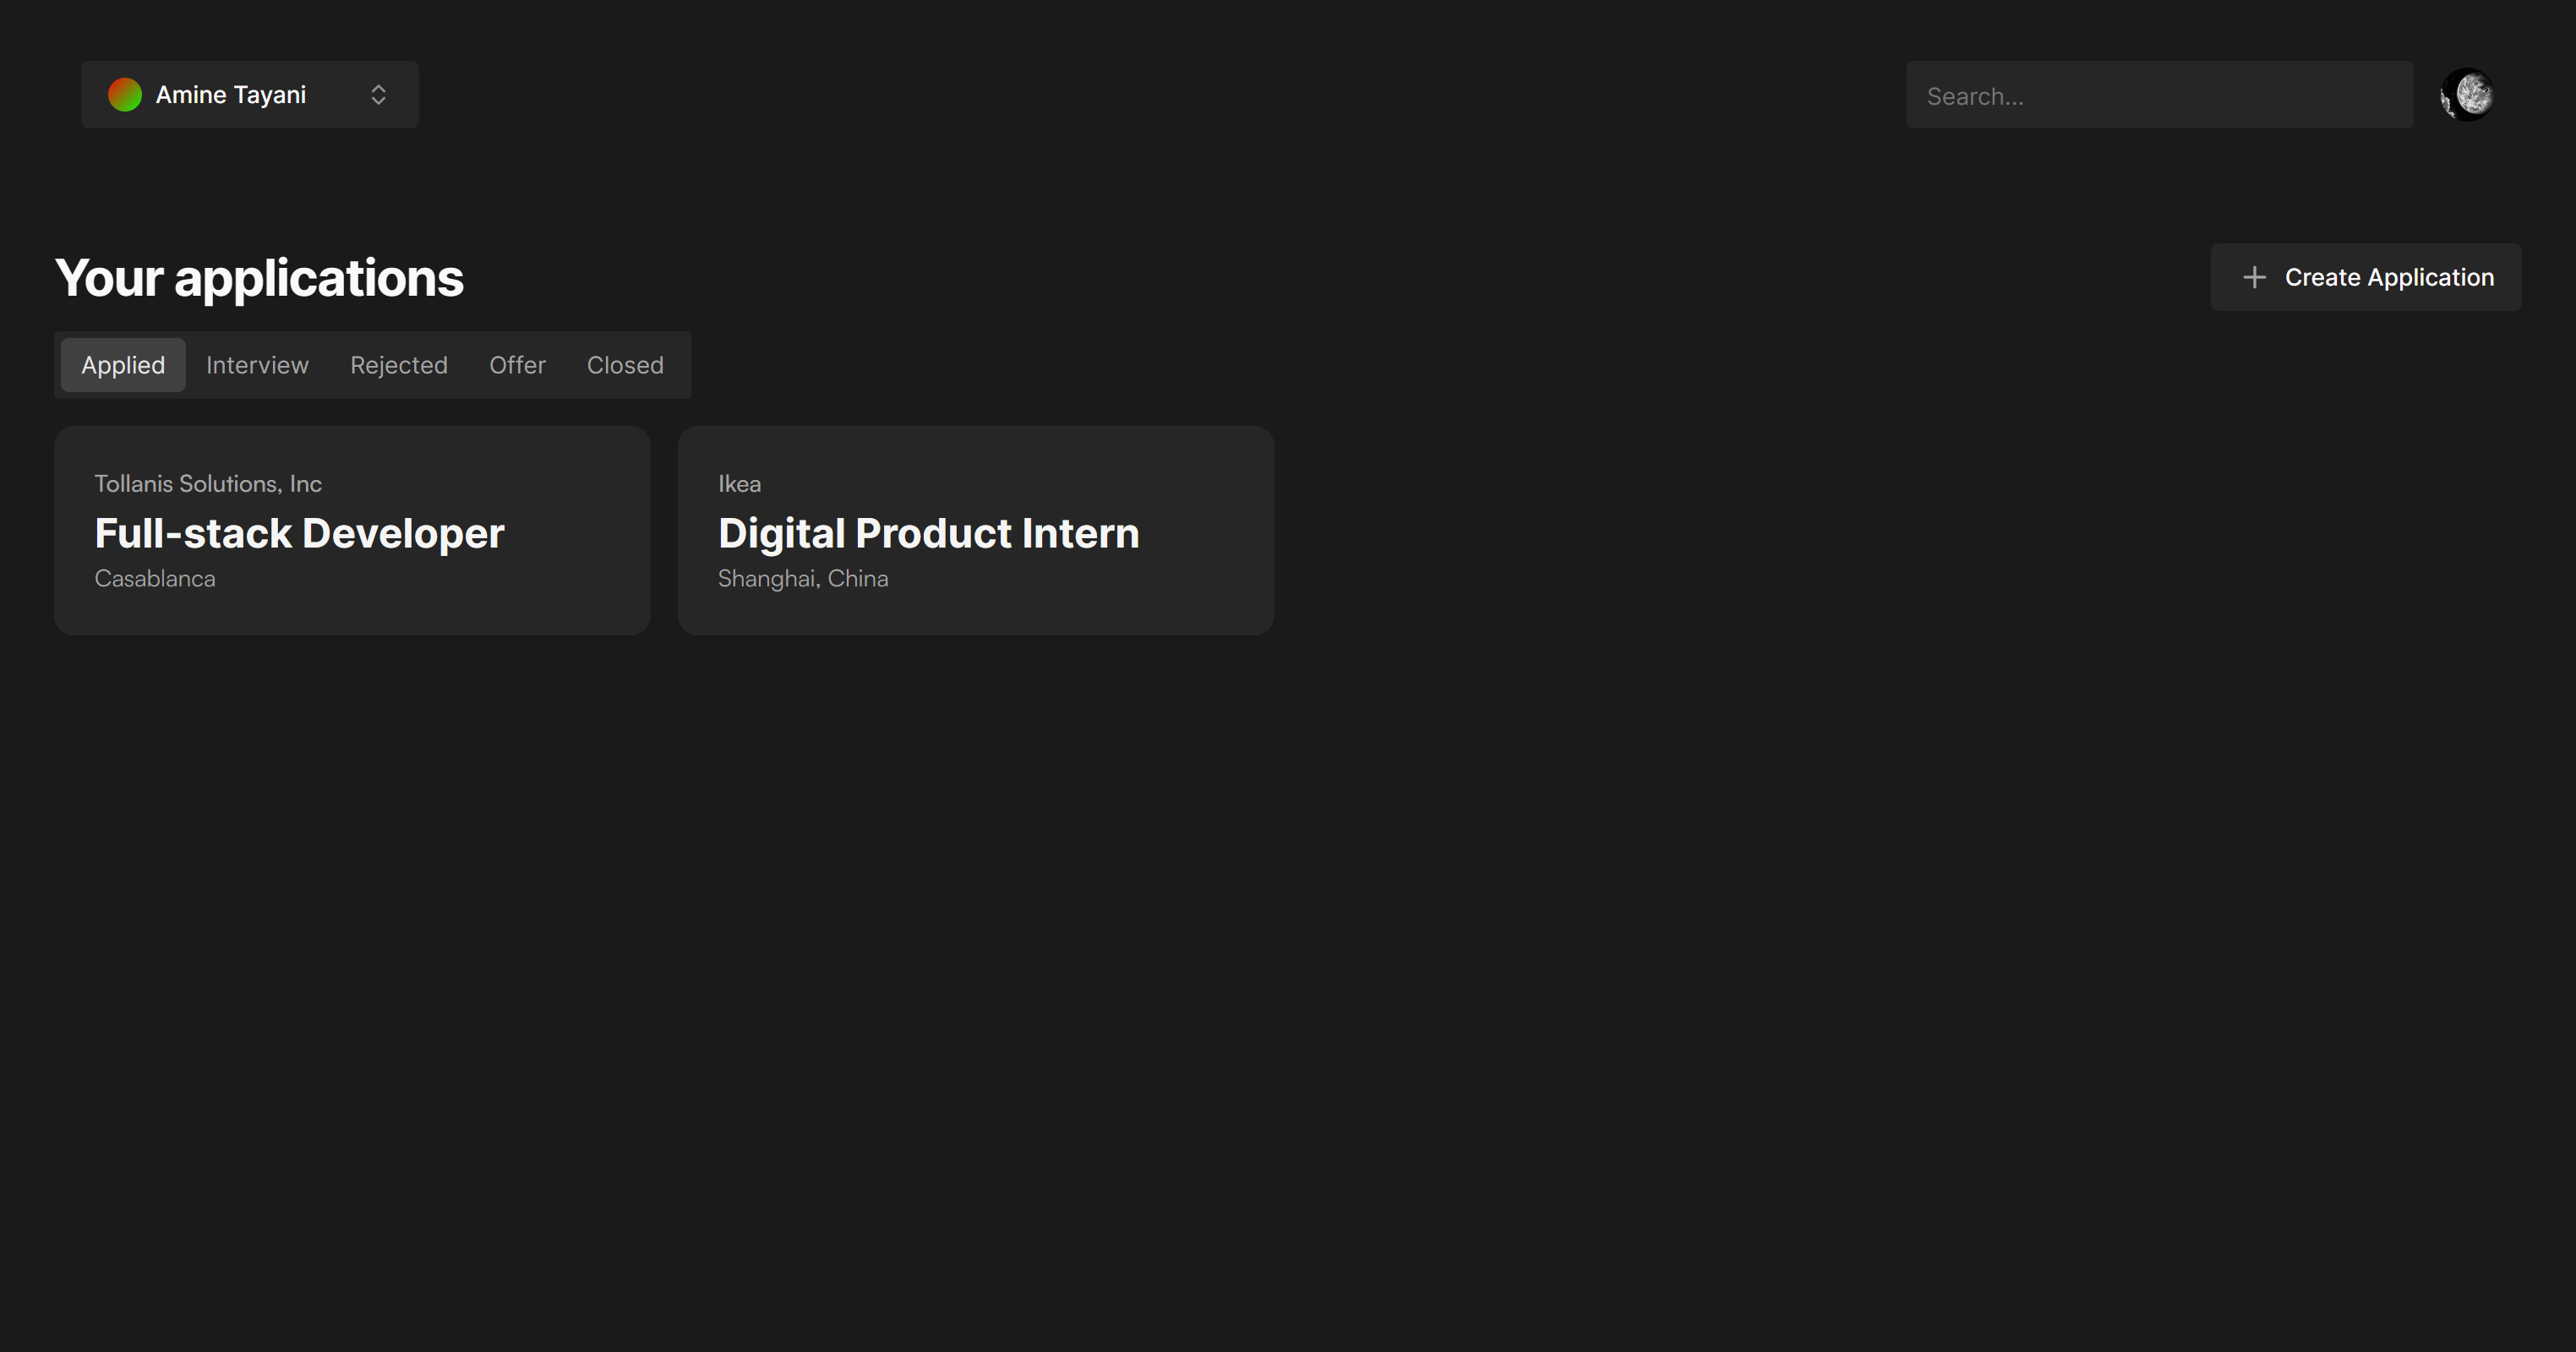 Amine Tayani
Search...
Your applications
Create Application
Applied Interview Rejected Offer Closed
Tollanis Solutions, Inc
Full-stack Developer
Casablanca
Ikea
Digital Product Intern
Shanghai, China